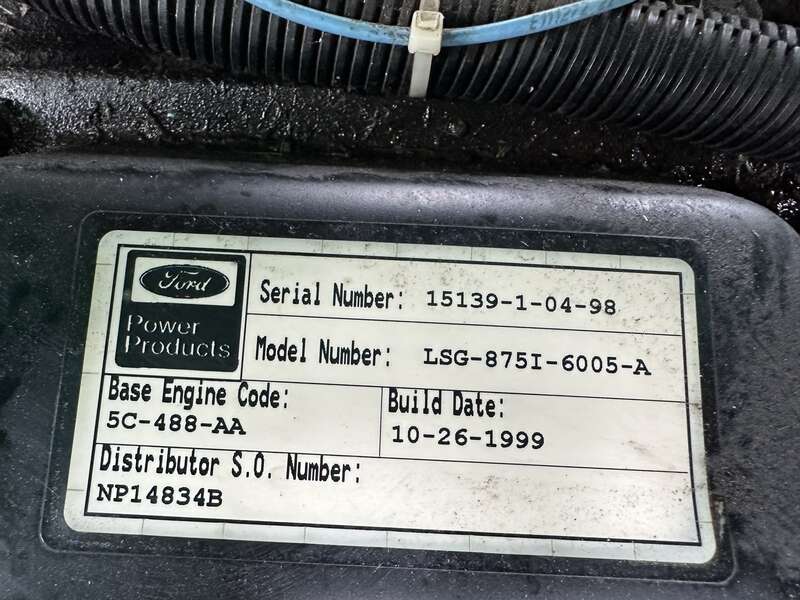 Ford
Power
Products
Serial Number: 15139-1-04-98
Model Number: LSG-875I-6005-A
Base Engine Code:
5C-488-AA
Build Date:
10-26-1999
Distributor S.O. Number:
NP14834B